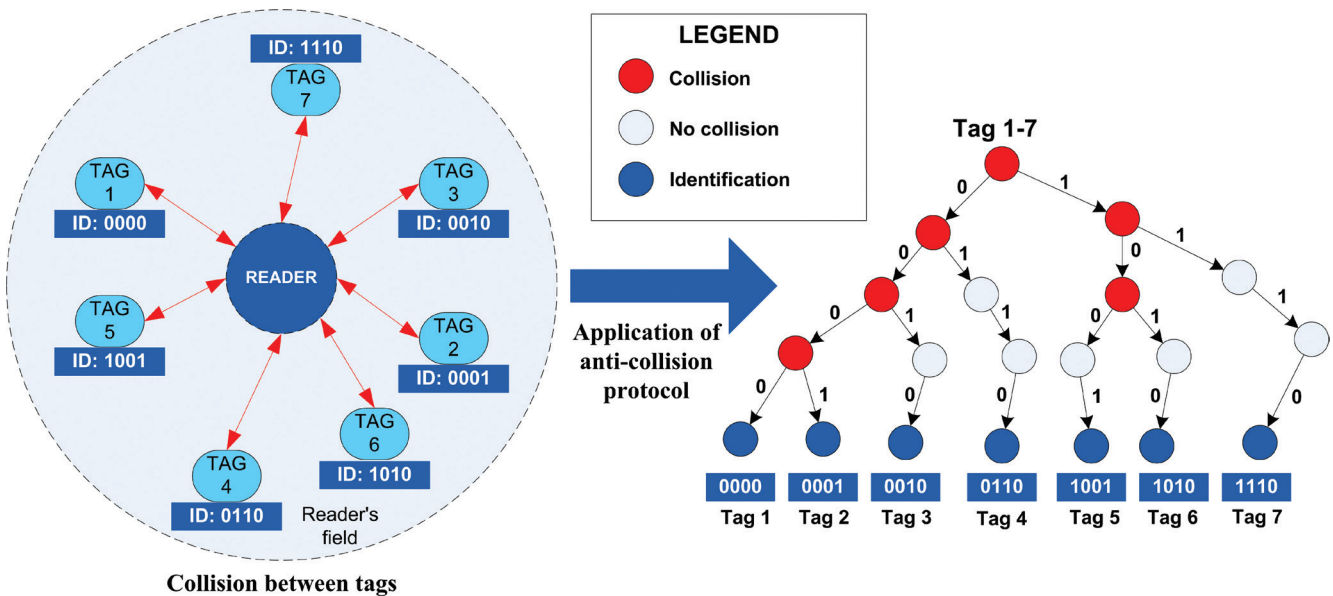 ID: 1110
TAG
7
TAG
1
ID: 0000
TAG
3
ID: 0010
READER
TAG
5
ID: 1001
TAG
2
ID: 0001
TAG
6
ID: 1010
TAG
4
ID: 0110
Reader's
field
Collision between tags
Application of
anti-collision
protocol
LEGEND
Collision
No collision
Identification
Tag 1-7
0 1
0 1 0 1
0 1 1 0 1 1
0 1 0 0 1 0 0
0000 0001 0010 0110 1001 1010 1110
Tag 1 Tag 2 Tag 3 Tag 4 Tag 5 Tag 6 Tag 7